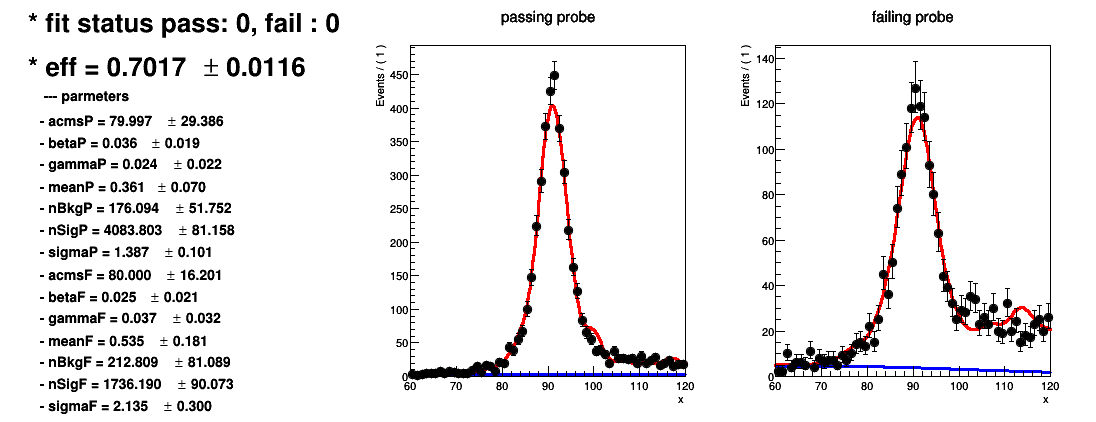 * fit status pass: 0, fail : 0
* eff = 0.7017 ± 0.0116
--- parmeters
- acmsP = 79.997 ± 29.386
- betaP = 0.036 ± 0.019
- gammaP = 0.024 ± 0.022
- meanP = 0.361 ± 0.070
- nBkgP = 176.094 ± 51.752
- nSigP = 4083.803 ± 81.158
- sigmaP = 1.387 ± 0.101
- acmsF = 80.000 ± 16.201
- betaF = 0.025 ± 0.021
- gammaF = 0.037 ± 0.032
- meanF = 0.535 ± 0.181
- nBkgF = 212.809 ± 81.089
- nSigF = 1736.190 ± 90.073
- sigmaF = 2.135 ± 0.300
passing probe
Events / ( 1 )
450
400
350
300
250
200
150
100
50
0
60 70 80 90 100 110 120
x
failing probe
Events / ( 1 )
140
120
100
80
60
40
20
0
60 70 80 90 100 110 120
x